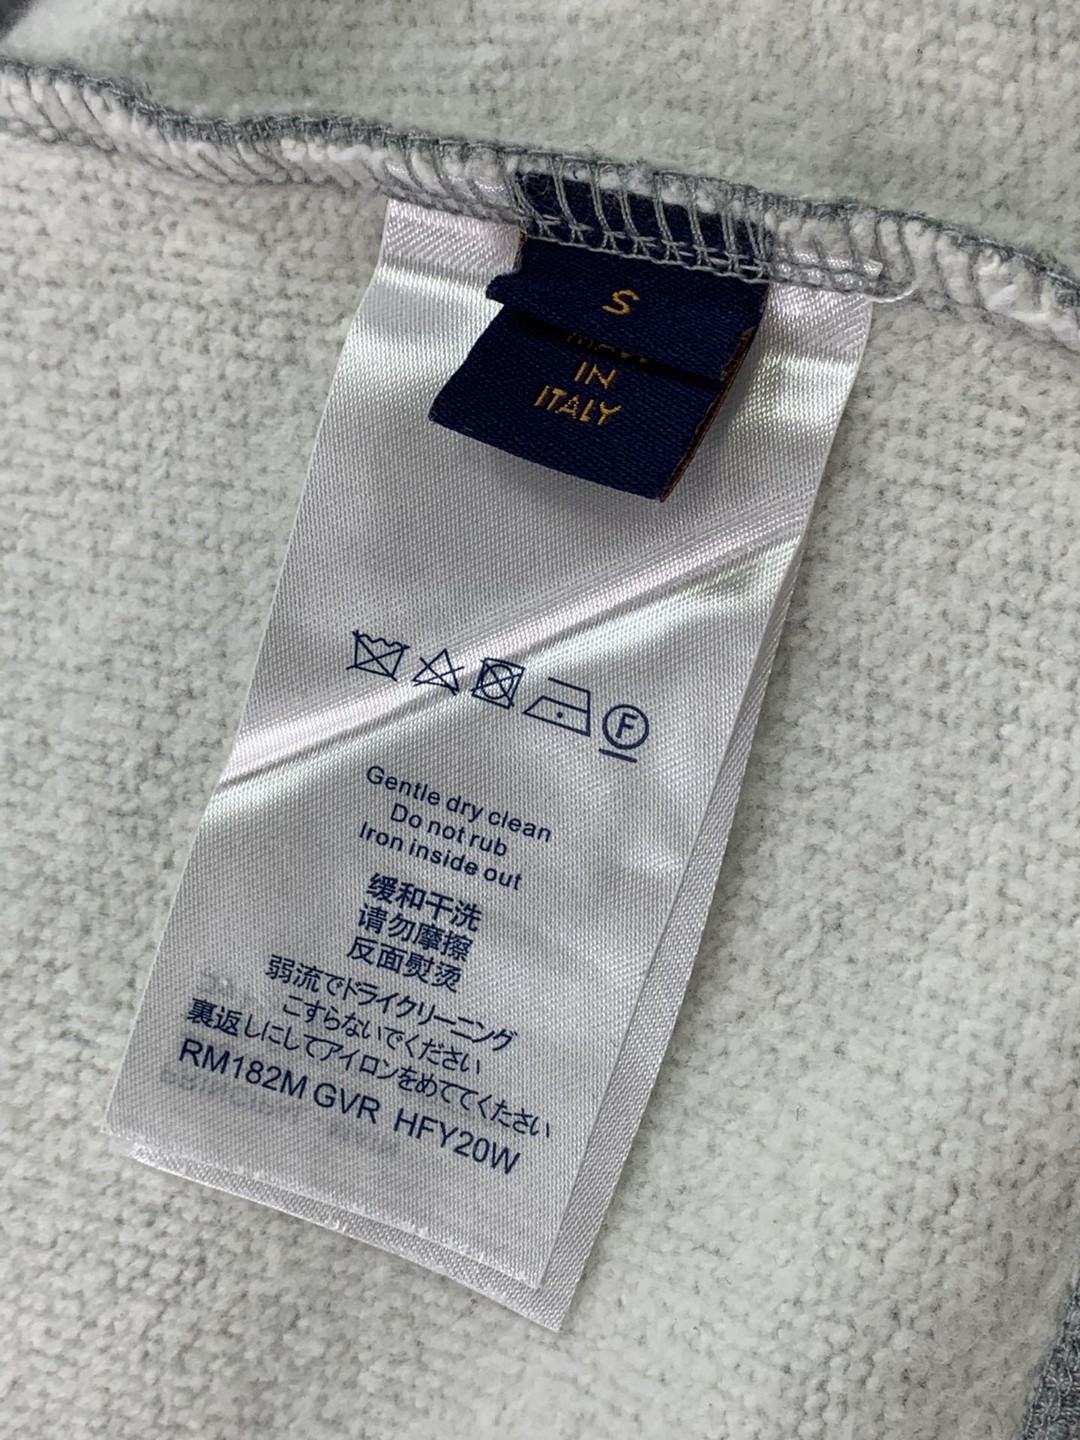 S
MADE
IN
ITALY
F
Gentle dry clean
Do not rub
Iron inside out
缓和干洗
请勿摩擦
反面熨烫
弱流でドライクリーニング
こすらないでください
裏返しにしてアイロンをめててください
RM182M GVR HFY20W